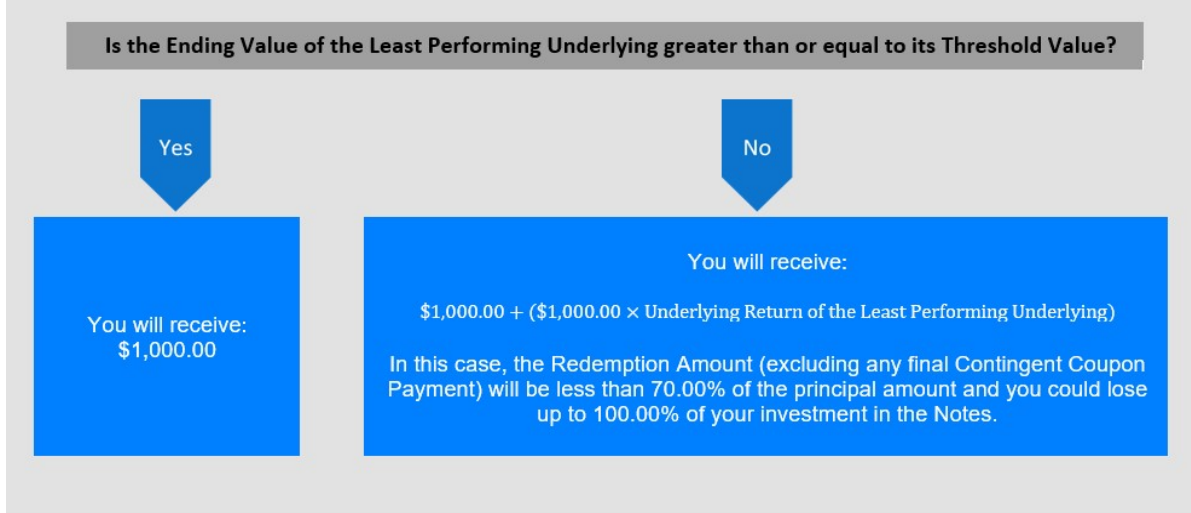 Is the Ending Value of the Least Performing Underlying greater than or equal to its Threshold Value?
Yes
No
You will receive:
$1,000.00
You will receive:
$1,000.00 + ($1,000.00 × Underlying Return of the Least Performing Underlying)
In this case, the Redemption Amount (excluding any final Contingent Coupon
Payment) will be less than 70.00% of the principal amount and you could lose
up to 100.00% of your investment in the Notes.